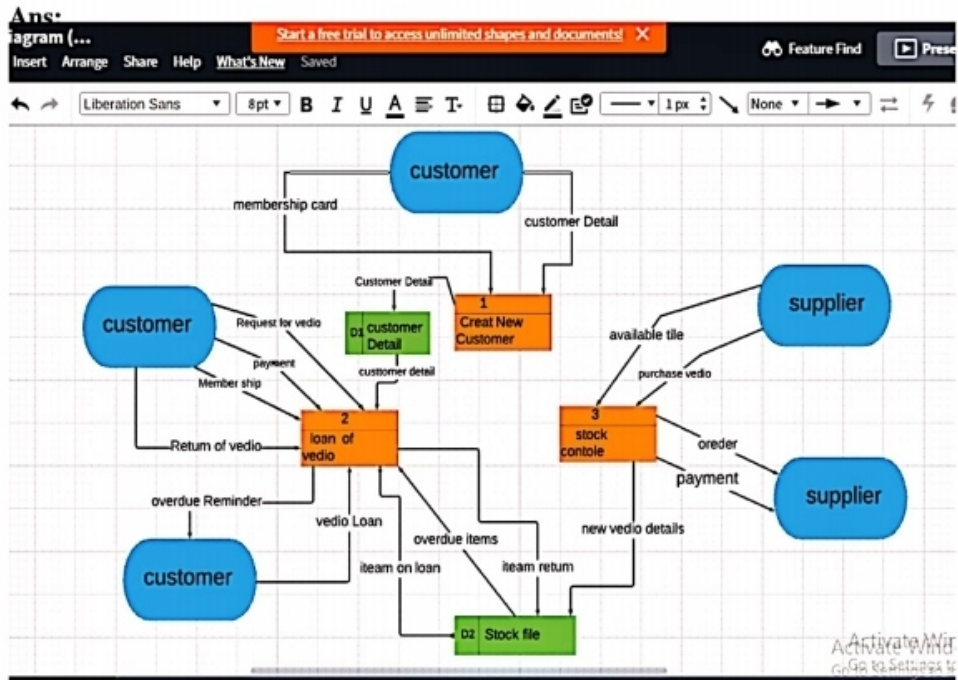 Ans:
iagram (...
Start a free trial to access unlimited shapes and documents!
Feature Find
Prese
Insert Arrange Share Help What's New Saved
Liberation Sans 8pt B I U A T 1 px None
customer
membership card
customer Detail
Customer Detail
1
Creat New
Customer
D1 customer
Detail
custtomer detail
customer
Request for vedio
payment
Member ship
Return of vedio
2
loan of
vedio
supplier
available tile
purchase vedio
3
stock
contole
oreder
payment
supplier
overdue Reminder
vedio Loan
overdue items
new vedio details
customer
iteam on loan
iteam return
D2 Stock file
Activate Wind
Go to Settings to